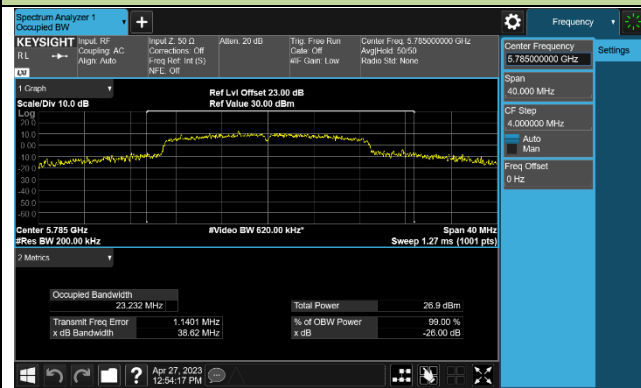 Spectrum Analyzer 1
Occupied BW
Frequency
KEYSIGHT
RL
LXI
Input: RF
Coupling: AC
Align: Auto
Input Z: 50 Ω
Corrections: Off
Freq Ref: Int (S)
NFE: Off
Atten: 20 dB
Trig: Free Run
Gate: Off
#IF Gain: Low
Center Freq: 5.785000000 GHz
Avg|Hold: 50/50
Radio Std: None
Center Frequency
5.785000000 GHz
Settings
Span
40.000 MHz
CF Step
4.000000 MHz
Auto
Man
Freq Offset
0 Hz
1 Graph
Scale/Div 10.0 dB
Ref Lvl Offset 23.00 dB
Ref Value 30.00 dBm
Log
20.0
10.0
0.00
-10.0
-20.0
-30.0
-40.0
-50.0
-60.0
Center 5.785 GHz
#Video BW 620.00 kHz*
Span 40 MHz
#Res BW 200.00 kHz
Sweep 1.27 ms (1001 pts)
2 Metrics
Occupied Bandwidth
23.232 MHz
Total Power
26.9 dBm
Transmit Freq Error
1.1401 MHz
% of OBW Power
99.00 %
x dB Bandwidth
38.62 MHz
x dB
-26.00 dB
?
Apr 27, 2023
12:54:17 PM